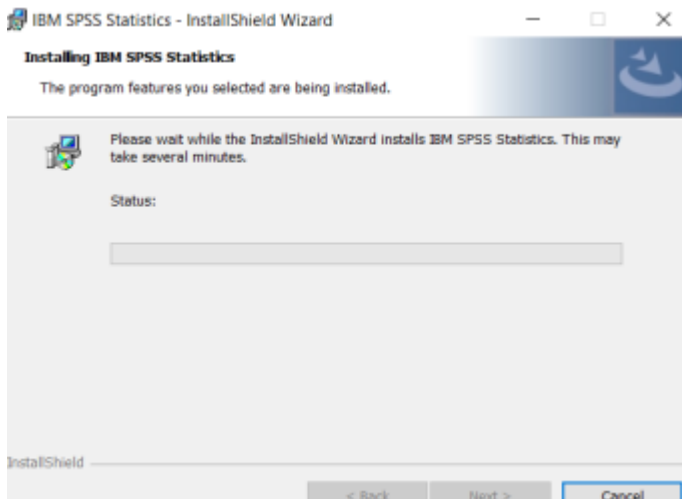 IBM SPSS Statistics - InstallShield Wizard
Installing IBM SPSS Statistics
The program features you selected are being installed.
Please wait while the InstallShield Wizard installs IBM SPSS Statistics. This may
take several minutes.
Status:
InstallShield
< Back Next > Cancel